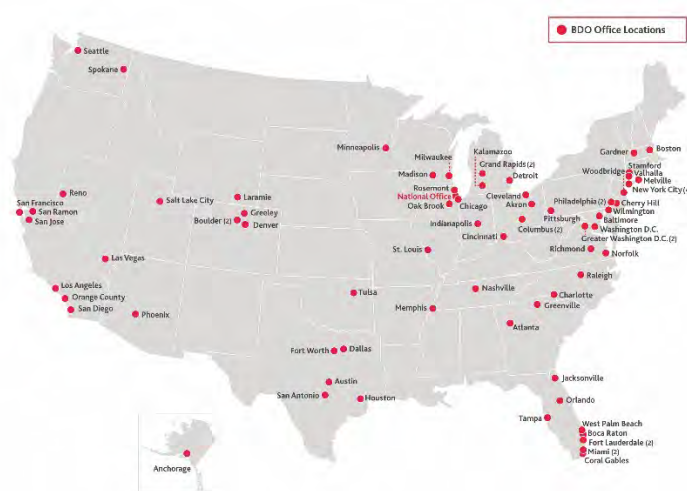 BDO Office Locations
Seattle
Spokane
Minneapolis
Milwaukee
Kalamazoo
Grand Rapids (2)
Madison
Detroit
Rosemont
National Office
Oak Brook
Chicago
Cleveland
Akron
Gardner
Boston
Woodbridge
Stamford
Valhalla
Melville
New York City (
Philadelphia (2)
Cherry Hill
Wilmington
Pittsburgh
Baltimore
Washington D.C.
Greater Washington D.C. (2)
Columbus (2)
Indianapolis
Cincinnati
Richmond
Norfolk
Reno
San Francisco
San Ramon
San Jose
Salt Lake City
Laramie
Greeley
Boulder (2)
Denver
Las Vegas
St. Louis
Raleigh
Los Angeles
Orange County
San Diego
Phoenix
Tulsa
Memphis
Nashville
Charlotte
Greenville
Atlanta
Fort Worth
Dallas
Austin
San Antonio
Houston
Jacksonville
Orlando
Tampa
West Palm Beach
Boca Raton
Fort Lauderdale (2)
Miami (2)
Coral Gables
Anchorage